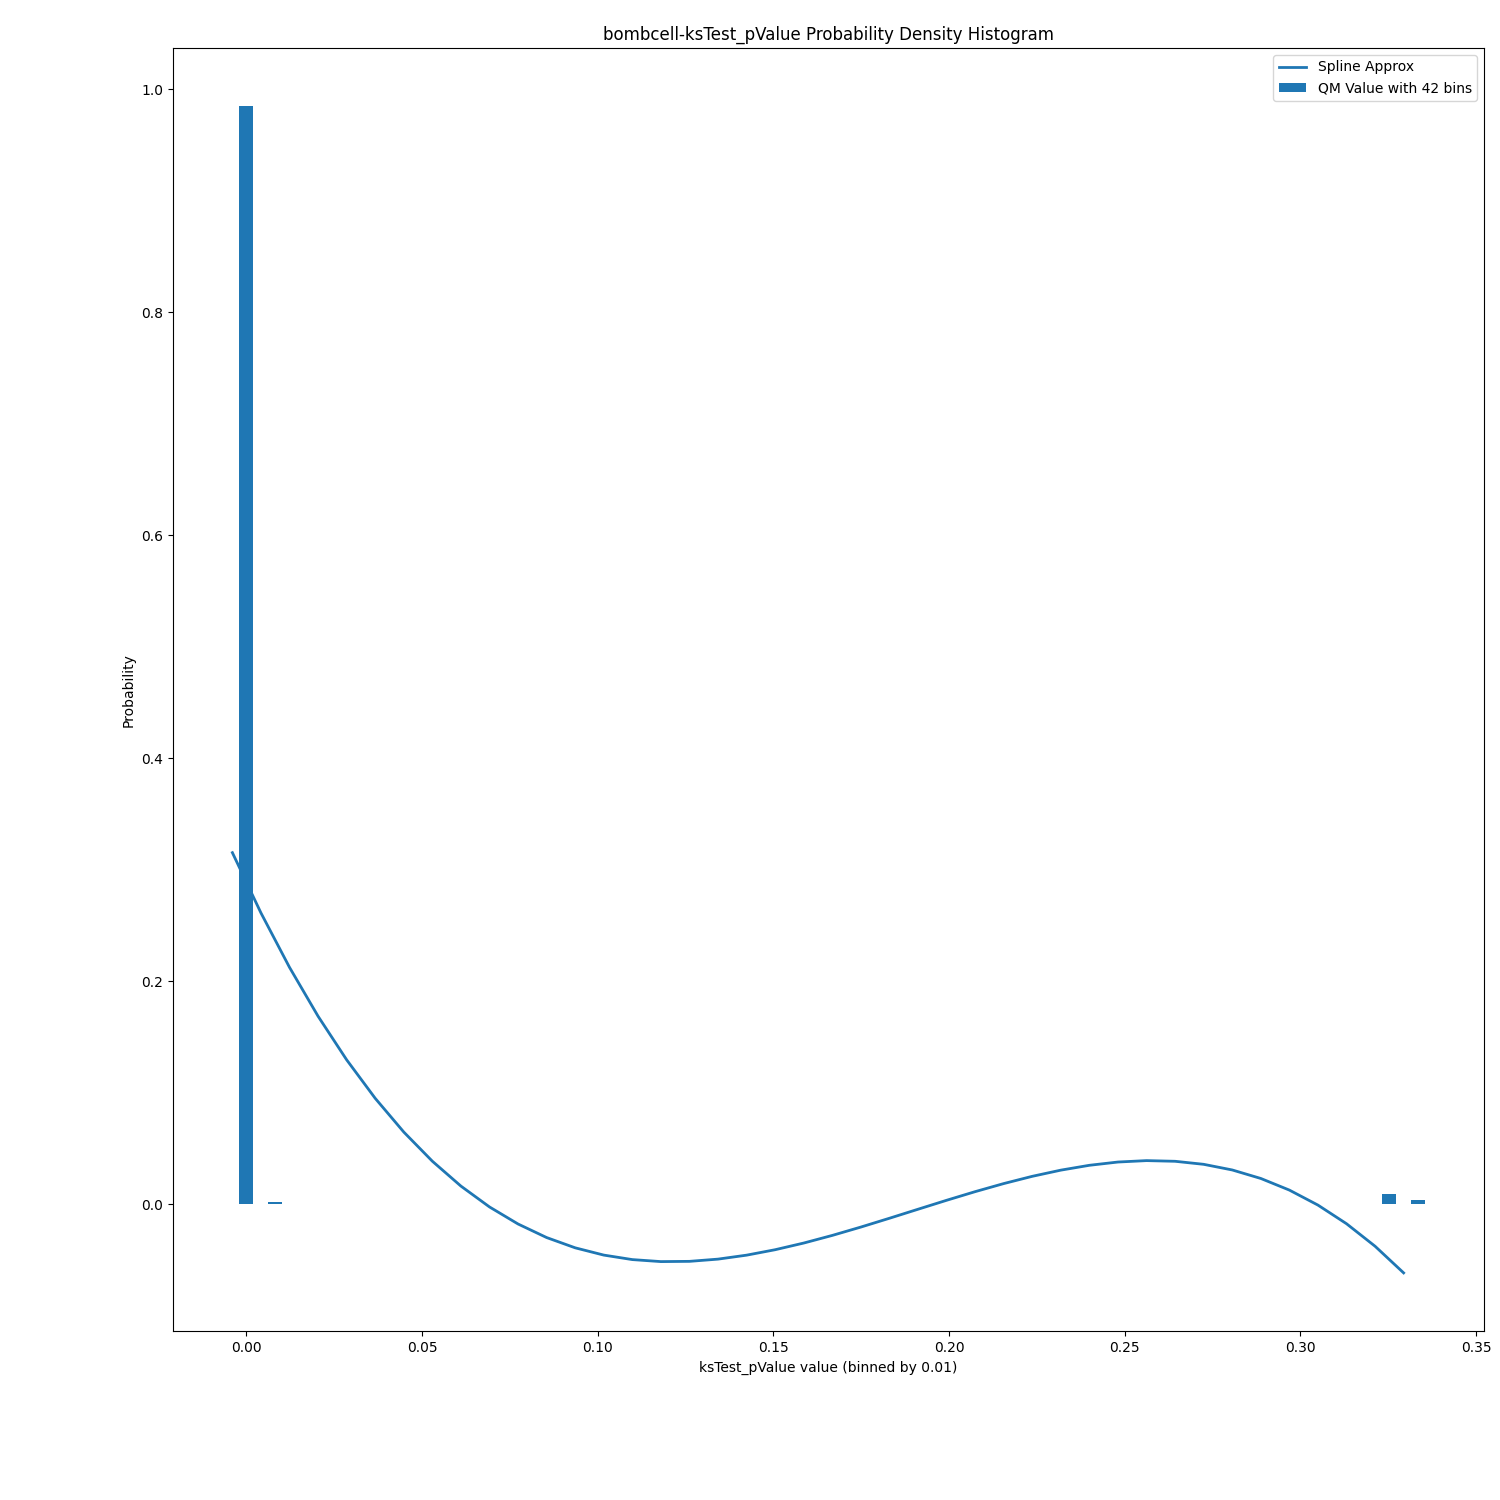 bombcell-ksTest_pValue Probability Density Histogram
Spline Approx
QM Value with 42 bins
1.0
0.8
0.6
0.4
0.2
0.0
Probability
0.00 0.05 0.10 0.15 0.20 0.25 0.30 0.35
ksTest_pValue value (binned by 0.01)